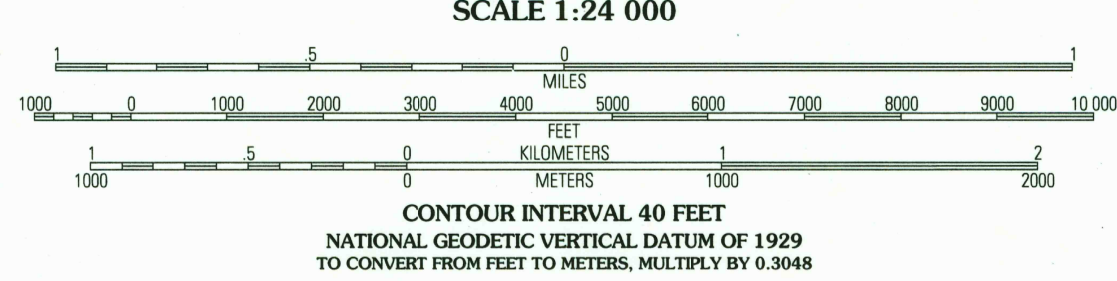 SCALE 1:24 000
1 .5 0 1
MILES
1000 0 1000 2000 3000 4000 5000 6000 7000 8000 9000 10 000
FEET
1 .5 0 KILOMETERS 1 2
1000 0 METERS 1000 2000
CONTOUR INTERVAL 40 FEET
NATIONAL GEODETIC VERTICAL DATUM OF 1929
TO CONVERT FROM FEET TO METERS, MULTIPLY BY 0.3048